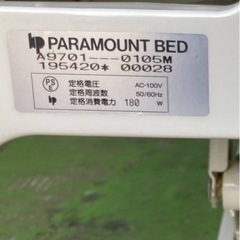 PARAMOUNT BED
A9701---0105M
195420* 00028
PSE
定格電圧 AC-100V
定格周波数 50/60Hz
定格消費電力 180 W